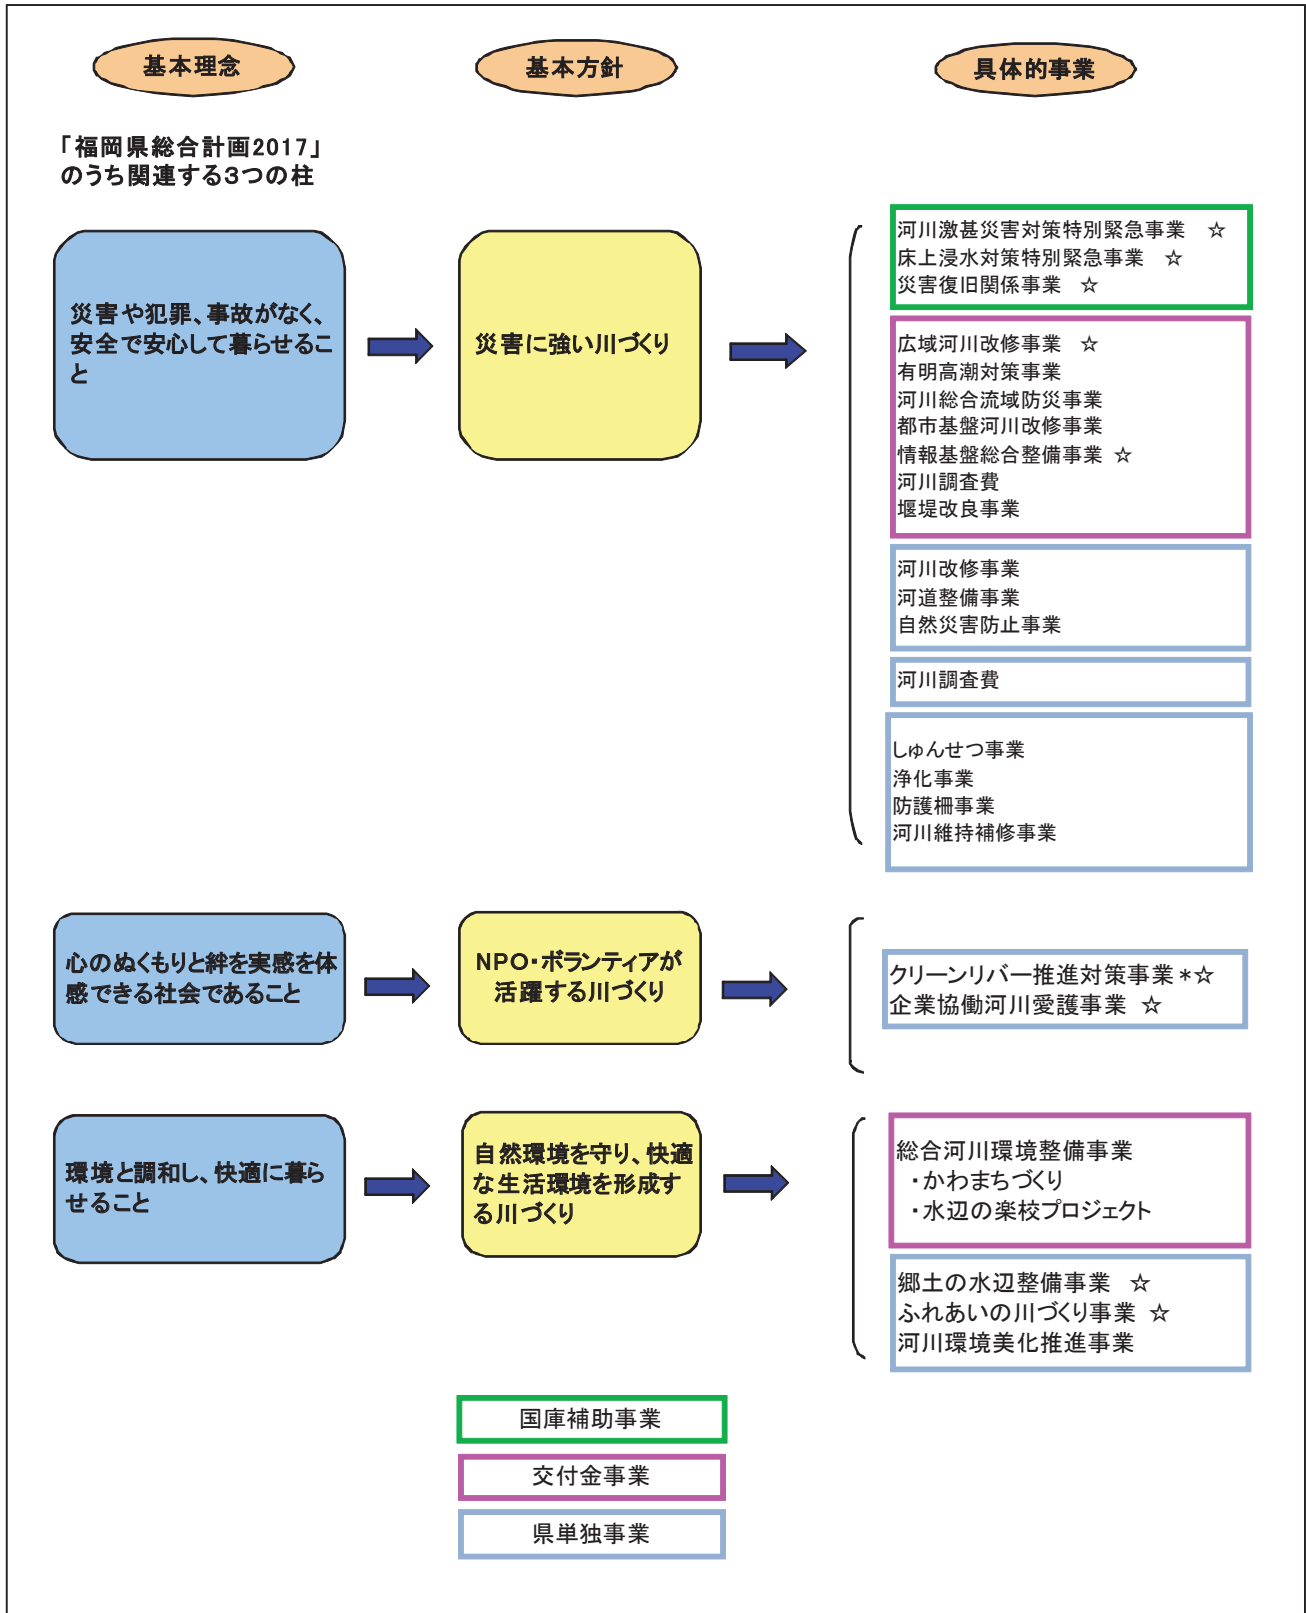 基本理念
基本方針
具体的事業
「福岡県総合計画2017」
のうち関連する3つの柱
災害や犯罪、事故がなく、
安全で安心して暮らせるこ
と
災害に強い川づくり
河川激甚災害対策特別緊急事業 ☆
床上浸水対策特別緊急事業 ☆
災害復旧関係事業 ☆
広域河川改修事業 ☆
有明高潮対策事業
河川総合流域防災事業
都市基盤河川改修事業
情報基盤総合整備事業 ☆
河川調査費
堰堤改良事業
河川改修事業
河道整備事業
自然災害防止事業
河川調査費
しゅんせつ事業
浄化事業
防護柵事業
河川維持補修事業
心のぬくもりと絆を実感を体
感できる社会であること
NPO・ボランティアが
活躍する川づくり
クリーンリバー推進対策事業*☆
企業協働河川愛護事業 ☆
環境と調和し、快適に暮ら
せること
自然環境を守り、快適
な生活環境を形成す
る川づくり
総合河川環境整備事業
・かわまちづくり
・水辺の楽校プロジェクト
郷土の水辺整備事業 ☆
ふれあいの川づくり事業 ☆
河川環境美化推進事業
国庫補助事業
交付金事業
県単独事業